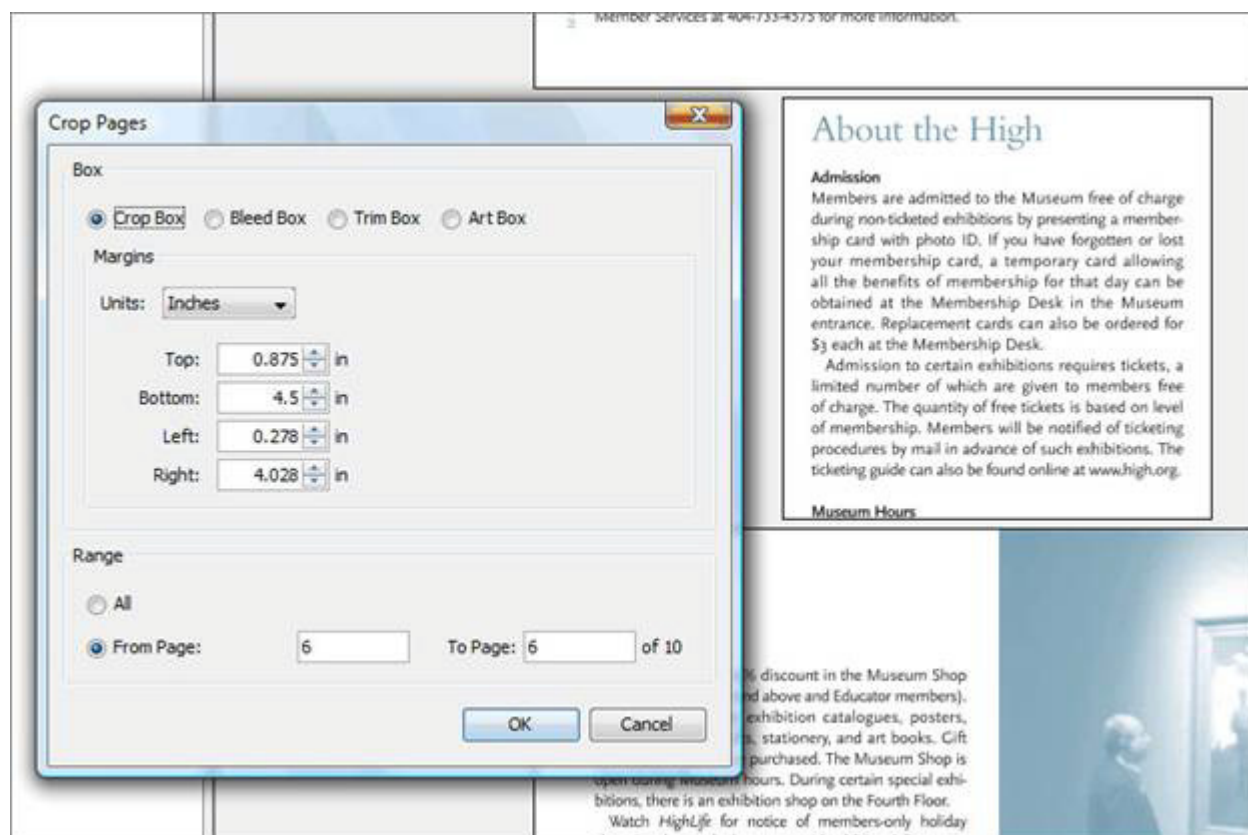 Member Services at 404-733-4575 for more information.
Crop Pages
Box
Crop Box Bleed Box Trim Box Art Box
Margins
Units: Inches
Top: 0.875 in
Bottom: 4.5 in
Left: 0.278 in
Right: 4.028 in
Range
All
From Page: 6 To Page: 6 of 10
OK Cancel
About the High
Admission
Members are admitted to the Museum free of charge
during non-ticketed exhibitions by presenting a member-
ship card with photo ID. If you have forgotten or lost
your membership card, a temporary card allowing
all the benefits of membership for that day can be
obtained at the Membership Desk in the Museum
entrance. Replacement cards can also be ordered for
$3 each at the Membership Desk.
Admission to certain exhibitions requires tickets, a
limited number of which are given to members free
of charge. The quantity of free tickets is based on level
of membership. Members will be notified of ticketing
procedures by mail in advance of such exhibitions. The
ticketing guide can also be found online at www.high.org.
Museum Hours
% discount in the Museum Shop
and above and Educator members).
exhibition catalogues, posters,
stationery, and art books. Gift
purchased. The Museum Shop is
open during Museum hours. During certain special exhi-
bitions, there is an exhibition shop on the Fourth Floor.
Watch HighLife for notice of members-only holiday